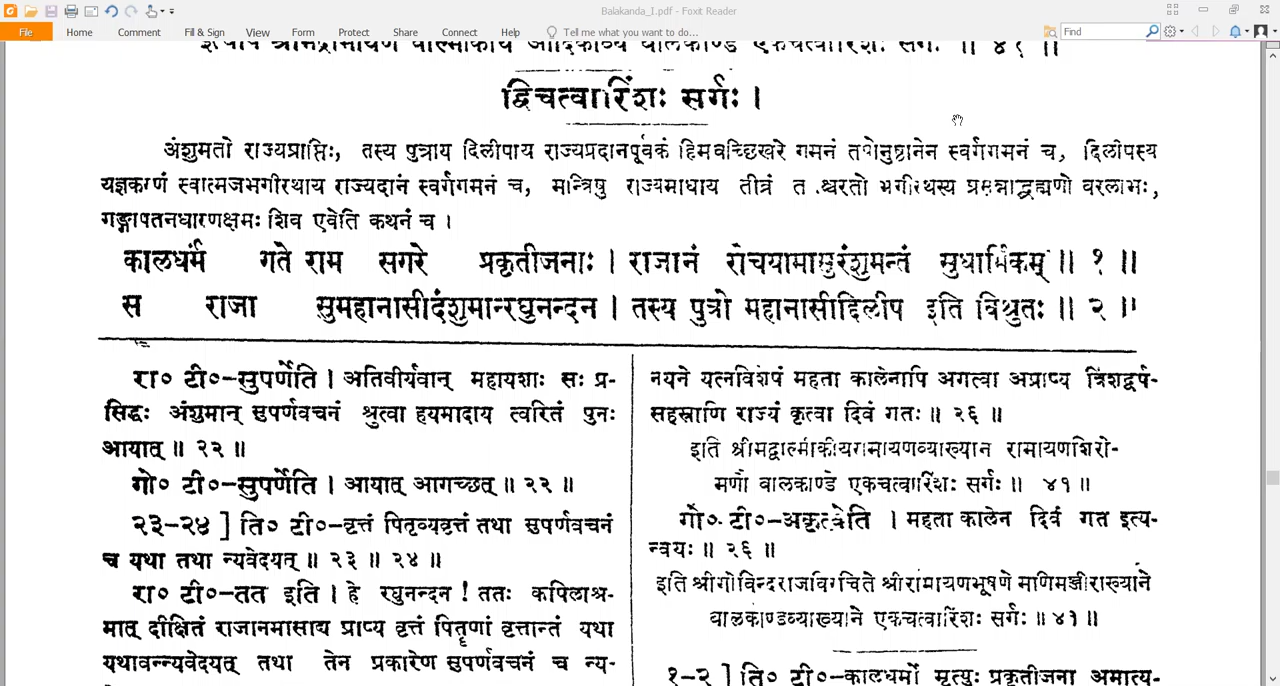 Balakanda_I.pdf - Foxit Reader
File Home Comment Fill & Sign View Form Protect Share Connect Help Tell me what you want to do... Find
आदिकाव्ये बालकाण्डे एकचत्वारिंशः सर्गः ॥ ४१ ॥
द्विचत्वारिंशः सर्गः ।
अंशुमतो राज्यप्राप्तिः, तस्य पुत्राय दिलीपाय राज्यप्रदानपूर्वकं हिमवच्छिखरे गमनं तपोनुष्ठानेन स्वर्गगमनं च, दिलीपस्य
यज्ञकरणं स्वात्मजभगीरथाय राज्यदानं स्वर्गगमनं च, मन्त्रिषु राज्यमाधाय तीव्रं भगीरथस्य प्रसन्नाद्ब्रह्मणो वरलाभः,
गङ्गापतनधारणक्षमः शिव एवेति कथनं च ।
कालधर्मं गते राम सगरे प्रकृतीजनाः । राजानं रोचयामासुरंशुमन्तं सुधार्मिकम् ॥ १ ॥
स राजा सुमहानासीदंशुमान्रघुनन्दन । तस्य पुत्रो महानासीद्दिलीप इति विश्रुतः ॥ २ ॥
रा० टी०-सुपर्णेति । अतिवीर्यवान् महायशाः सः प्र-
सिद्धः अंशुमान् सुपर्णवचनं श्रुत्वा हयमादाय त्वरितं पुनः
आयात् ॥ २२ ॥
गो० टी०-सुपर्णेति । आयात् आगच्छत् ॥ २२ ॥
२३-२४ ] ति० टी०-वृत्तं पितृव्यवृत्तं तथा सुपर्णवचनं
च यथा तथा न्यवेदयत् ॥ २३ ॥ २४ ॥
रा० टी०-तत इति । हे रघुनन्दन ! ततः कपिलाश्र-
मात् दीक्षितं राजानमासाद्य प्राप्य वृत्तं पितॄणां वृत्तान्तं यथा
यथावन्न्यवेदयत् तथा तेन प्रकारेण सुपर्णवचनं च न्य-
नयने यत्नविशेषं महता कालेनापि अगत्वा अप्राप्य त्रिंशद्वर्ष-
सहस्राणि राज्यं कृत्वा दिवं गतः ॥ २६ ॥
इति श्रीमद्वाल्मीकीयरामायणव्याख्यान रामायणशिरो-
मणौ बालकाण्डे एकचत्वारिंशः सर्गः ॥ ४१ ॥
गो० टी०-अकृत्वेति । महता कालेन दिवं गत इत्य-
न्वयः ॥ २६ ॥
इति श्रीगोविन्दराजविरचिते श्रीरामायणभूषणे मणिमञ्जीराख्याने
बालकाण्डव्याख्याने एकचत्वारिंशः सर्गः ॥ ४१ ॥
१-२ ] ति० टी०-कालधर्मो मृत्युः प्रकृतीजना अमात्य-